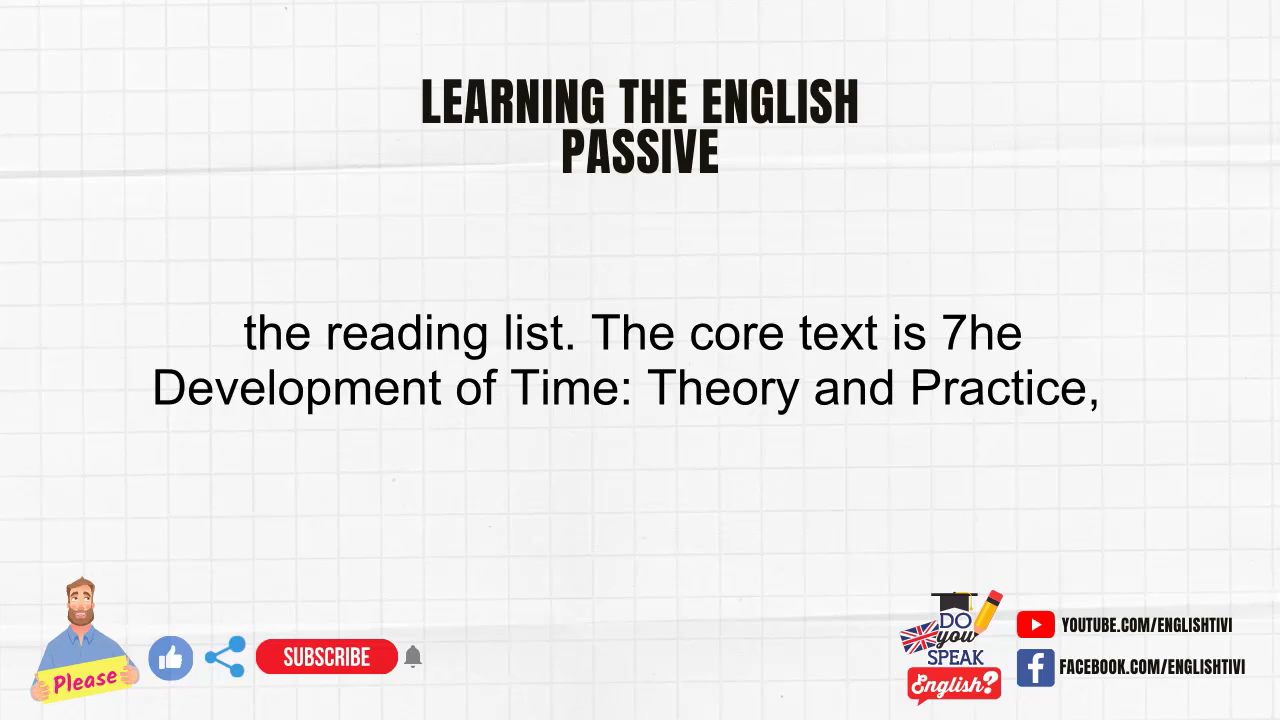 LEARNING THE ENGLISH
PASSIVE
the reading list. The core text is 7he
Development of Time: Theory and Practice,
Please
SUBSCRIBE
DO
you
SPEAK
English?
YOUTUBE.COM/ENGLISHTIVI
FACEBOOK.COM/ENGLISHTIVI